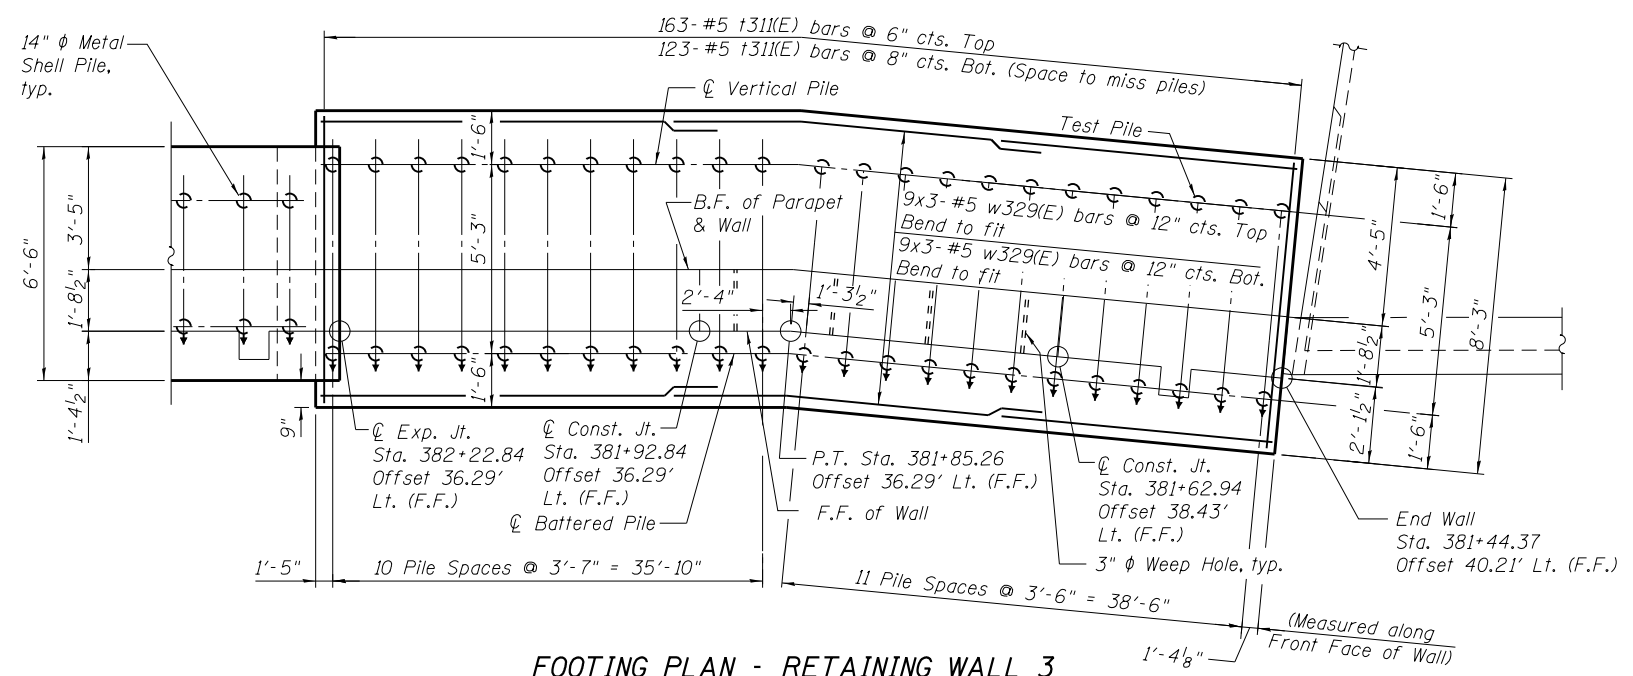 163- #5 t311(E) bars @ 6" cts. Top
123- #5 t311(E) bars @ 8" cts. Bot. (Space to miss piles)
14" ϕ Metal
Shell Pile,
typ.
℄ Vertical Pile
Test Pile
1'-6"
5'-3"
1'-6"
B.F. of Parapet
& Wall
9x3- #5 w329(E) bars @ 12" cts. Top
Bend to fit
9x3- #5 w329(E) bars @ 12" cts. Bot.
Bend to fit
6'-6"
3'-5"
1'-8½"
1'-4½"
9"
2'-4"
1'-3½"
4'-5"
1'-8½"
2'-1½"
1'-6"
5'-3"
1'-6"
8'-3"
℄ Exp. Jt.
Sta. 382+22.84
Offset 36.29'
Lt. (F.F.)
℄ Const. Jt.
Sta. 381+92.84
Offset 36.29'
Lt. (F.F.)
℄ Battered Pile
P.T. Sta. 381+85.26
Offset 36.29' Lt. (F.F.)
F.F. of Wall
℄ Const. Jt.
Sta. 381+62.94
Offset 38.43'
Lt. (F.F.)
3" ϕ Weep Hole, typ.
End Wall
Sta. 381+44.37
Offset 40.21' Lt. (F.F.)
1'-5"
10 Pile Spaces @ 3'-7" = 35'-10"
11 Pile Spaces @ 3'-6" = 38'-6"
1'-4⅛"
(Measured along
Front Face of Wall)
FOOTING PLAN - RETAINING WALL 3